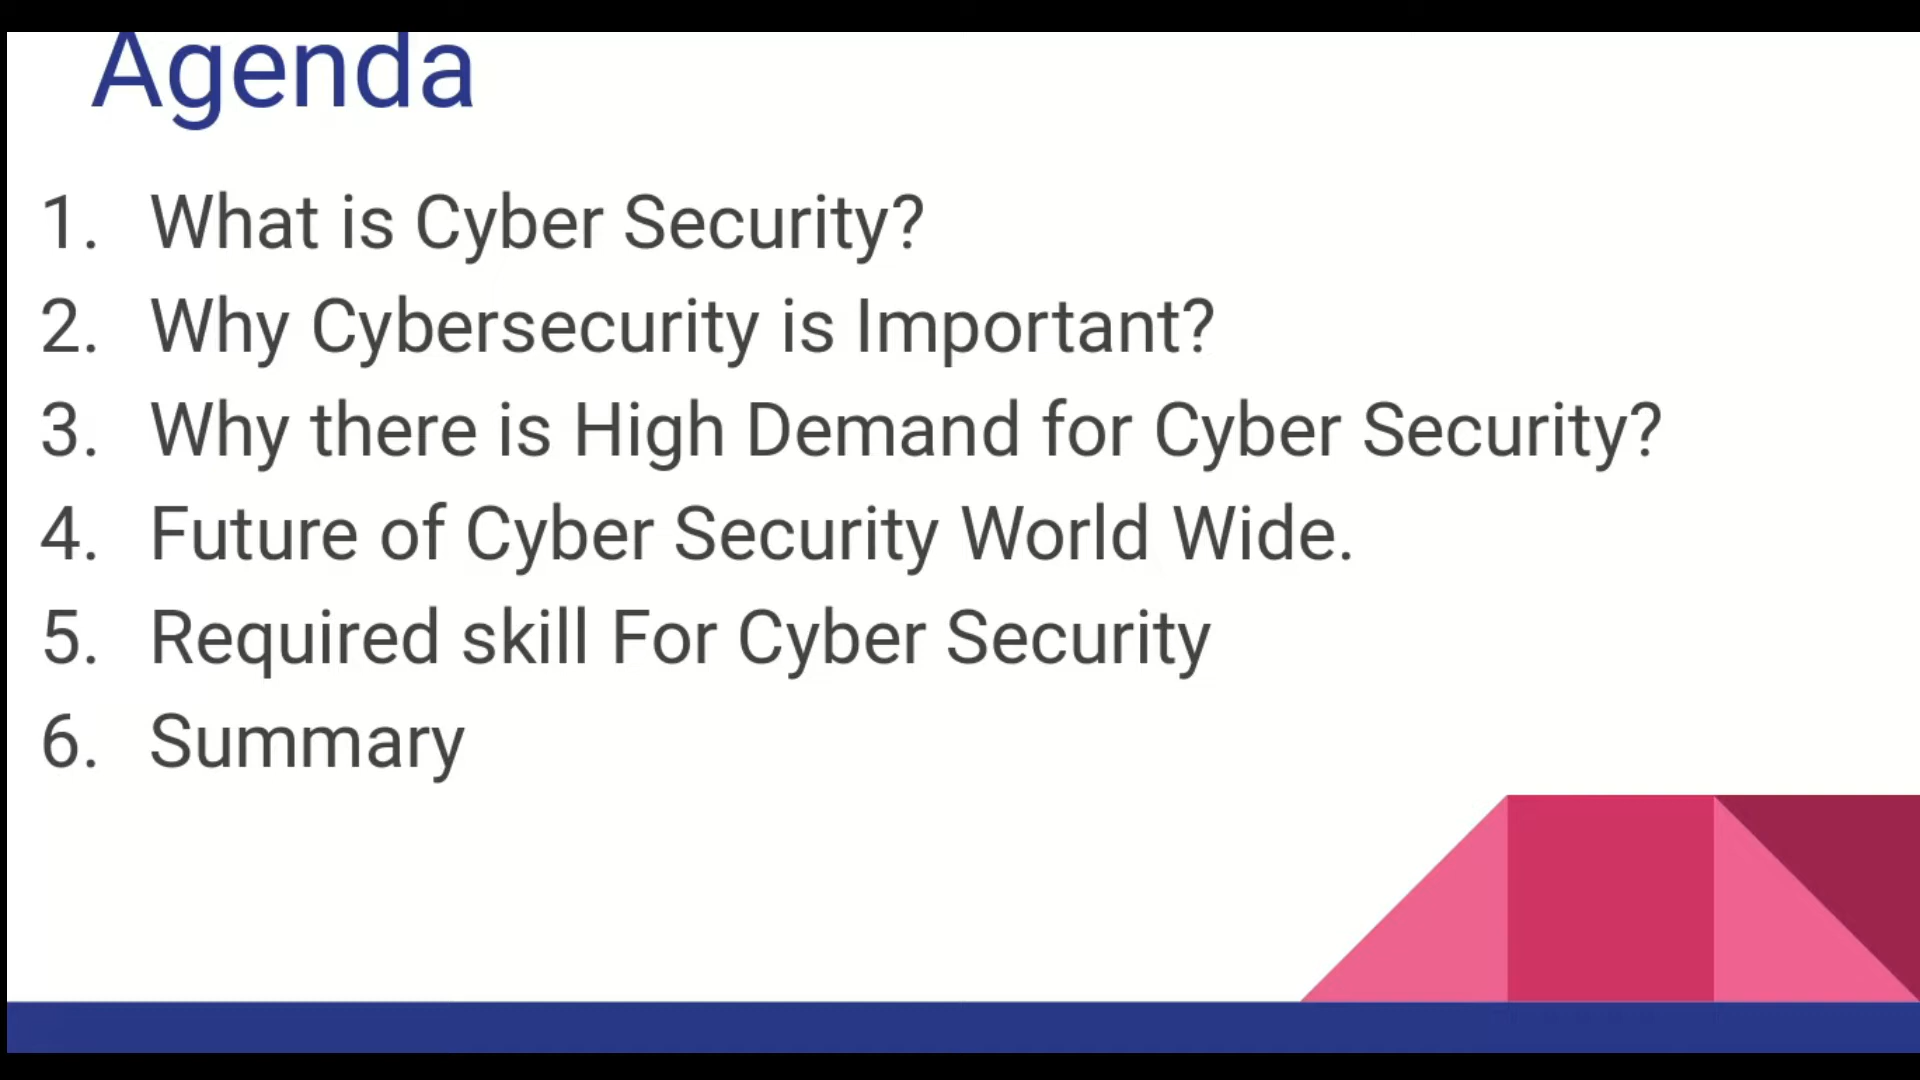 Agenda
1. What is Cyber Security?
2. Why Cybersecurity is Important?
3. Why there is High Demand for Cyber Security?
4. Future of Cyber Security World Wide.
5. Required skill For Cyber Security
6. Summary